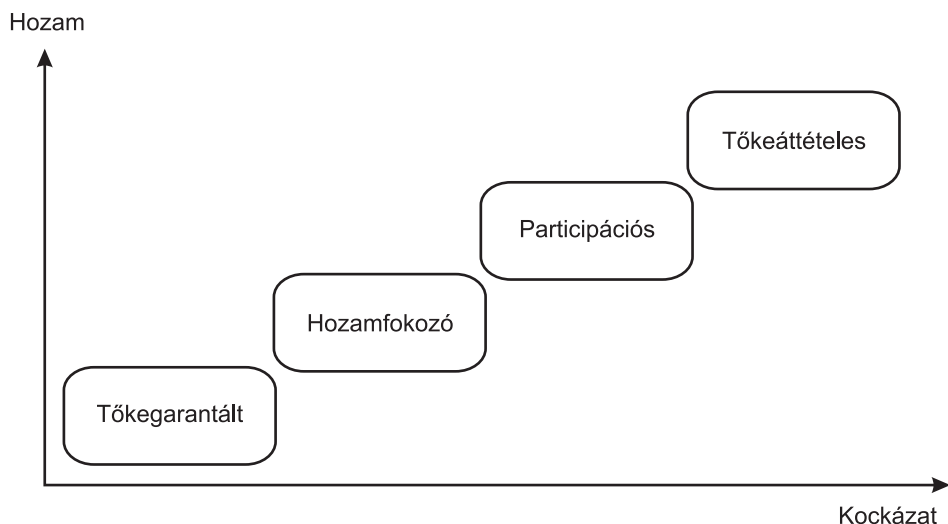 Hozam
Tőkeáttételes
Participációs
Hozamfokozó
Tőkegarantált
Kockázat